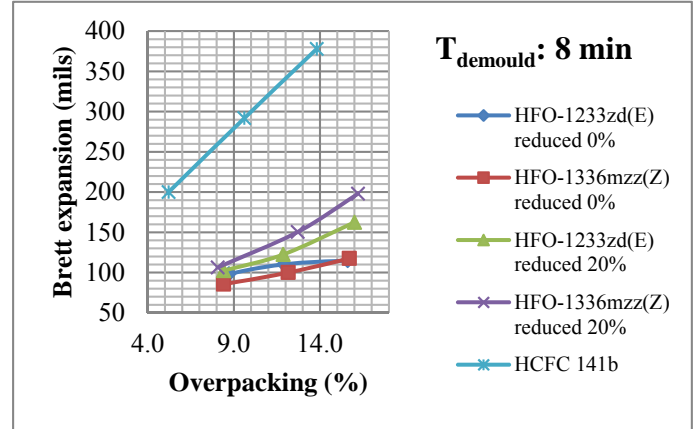 400
350
300
250
200
150
100
50
Brett expansion (mils)
4.0 9.0 14.0
Overpacking (%)
Tdemould: 8 min
HFO-1233zd(E)
reduced 0%
HFO-1336mzz(Z)
reduced 0%
HFO-1233zd(E)
reduced 20%
HFO-1336mzz(Z)
reduced 20%
HCFC 141b